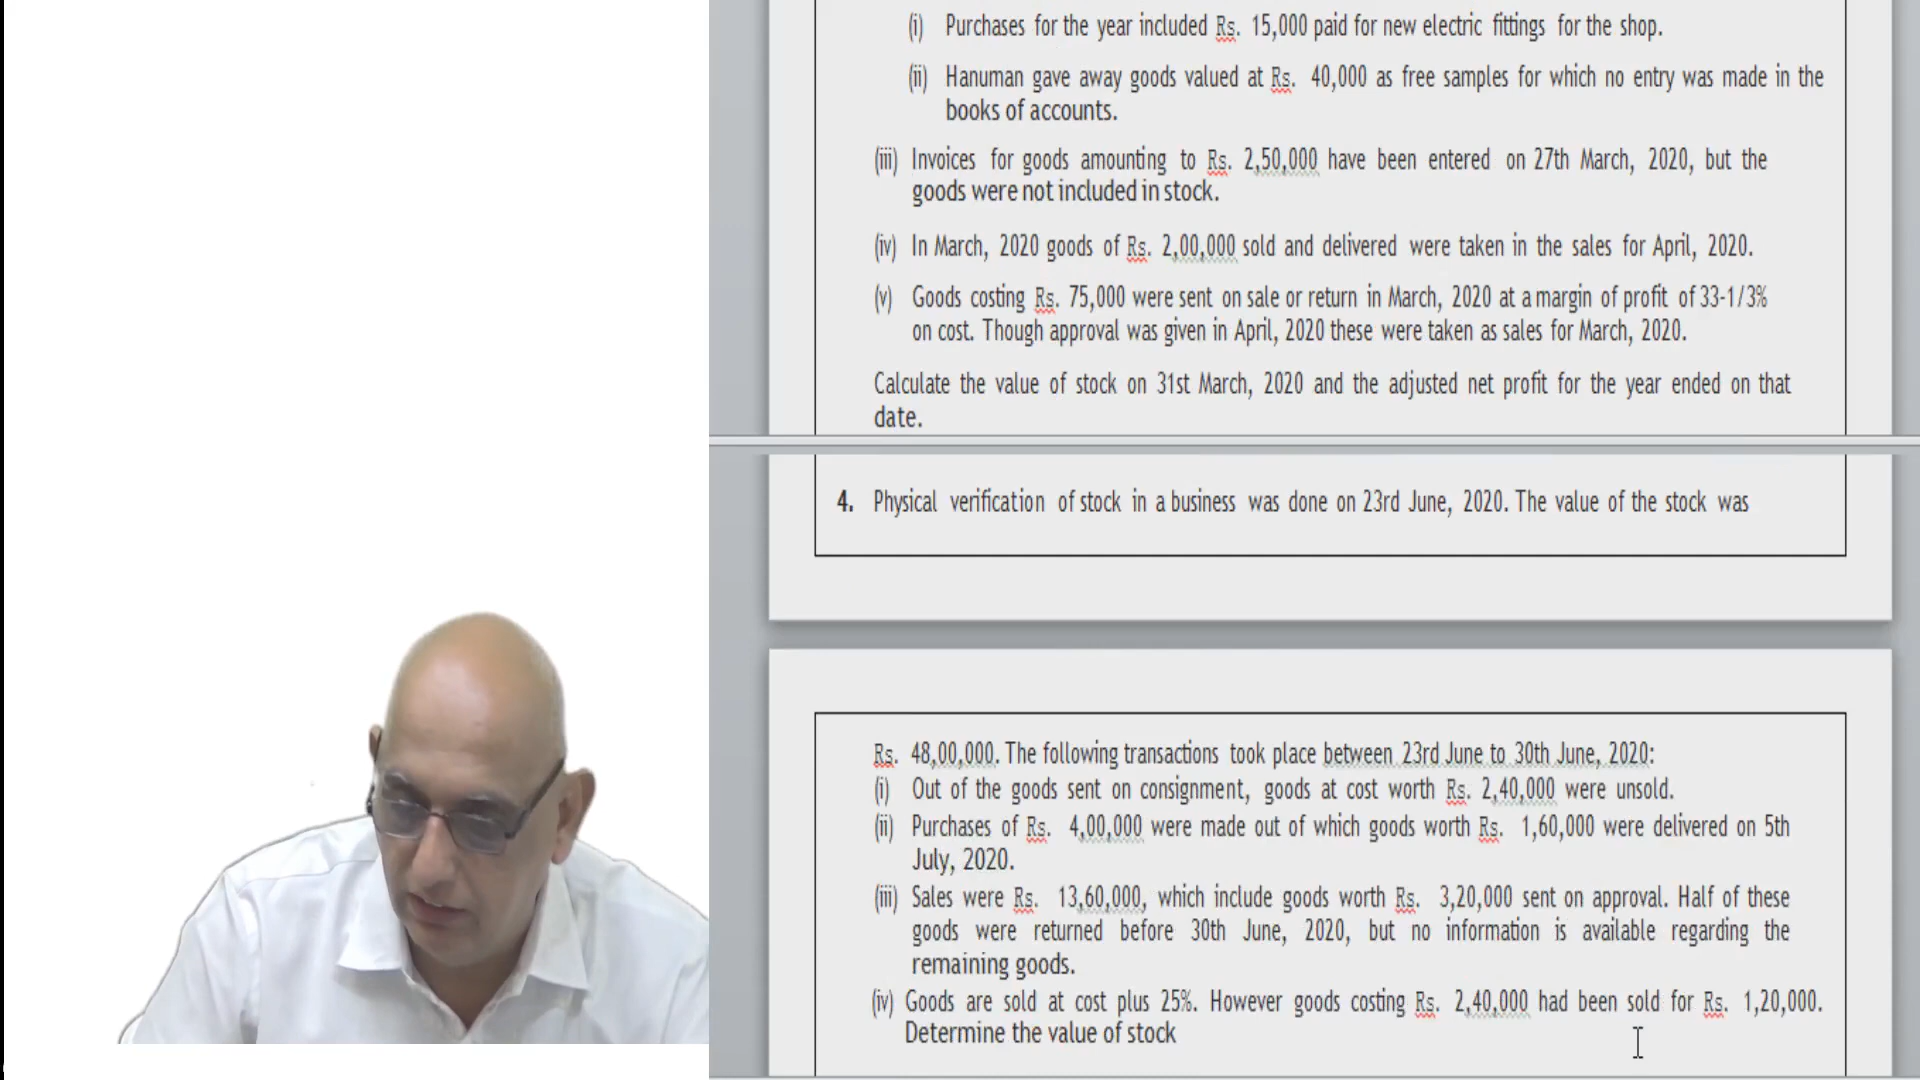 (i) Purchases for the year included Rs. 15,000 paid for new electric fittings for the shop.
(ii) Hanuman gave away goods valued at Rs. 40,000 as free samples for which no entry was made in the
books of accounts.
(iii) Invoices for goods amounting to Rs. 2,50,000 have been entered on 27th March, 2020, but the
goods were not included in stock.
(iv) In March, 2020 goods of Rs. 2,00,000 sold and delivered were taken in the sales for April, 2020.
(v) Goods costing Rs. 75,000 were sent on sale or return in March, 2020 at a margin of profit of 33-1/3%
on cost. Though approval was given in April, 2020 these were taken as sales for March, 2020.
Calculate the value of stock on 31st March, 2020 and the adjusted net profit for the year ended on that
date.
4. Physical verification of stock in a business was done on 23rd June, 2020. The value of the stock was
Rs. 48,00,000. The following transactions took place between 23rd June to 30th June, 2020:
(i) Out of the goods sent on consignment, goods at cost worth Rs. 2,40,000 were unsold.
(ii) Purchases of Rs. 4,00,000 were made out of which goods worth Rs. 1,60,000 were delivered on 5th
July, 2020.
(iii) Sales were Rs. 13,60,000, which include goods worth Rs. 3,20,000 sent on approval. Half of these
goods were returned before 30th June, 2020, but no information is available regarding the
remaining goods.
(iv) Goods are sold at cost plus 25%. However goods costing Rs. 2,40,000 had been sold for Rs. 1,20,000.
Determine the value of stock